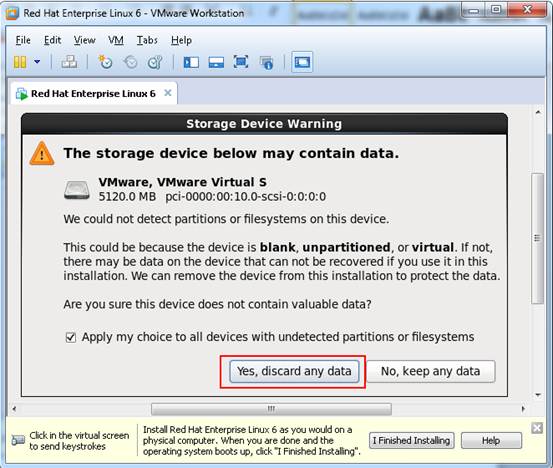 Red Hat Enterprise Linux 6 - VMware Workstation
File Edit View VM Tabs Help
Red Hat Enterprise Linux 6
Storage Device Warning
The storage device below may contain data.
VMware, VMware Virtual S
5120.0 MB pci-0000:00:10.0-scsi-0:0:0:0
We could not detect partitions or filesystems on this device.
This could be because the device is blank, unpartitioned, or virtual. If not,
there may be data on the device that can not be recovered if you use it in this
installation. We can remove the device from this installation to protect the data.
Are you sure this device does not contain valuable data?
Apply my choice to all devices with undetected partitions or filesystems
Yes, discard any data No, keep any data
Click in the virtual screen
to send keystrokes
Install Red Hat Enterprise Linux 6 as you would on a
physical computer. When you are done and the
operating system boots up, click "I Finished Installing".
I Finished Installing Help